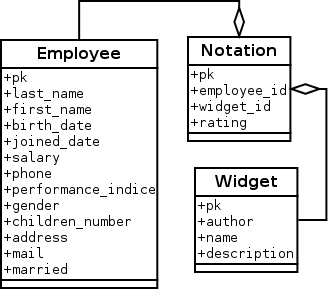 Employee
+pk
+last_name
+first_name
+birth_date
+joined_date
+salary
+phone
+performance_indice
+gender
+children_number
+address
+mail
+married
Notation
+pk
+employee_id
+widget_id
+rating
Widget
+pk
+author
+name
+description